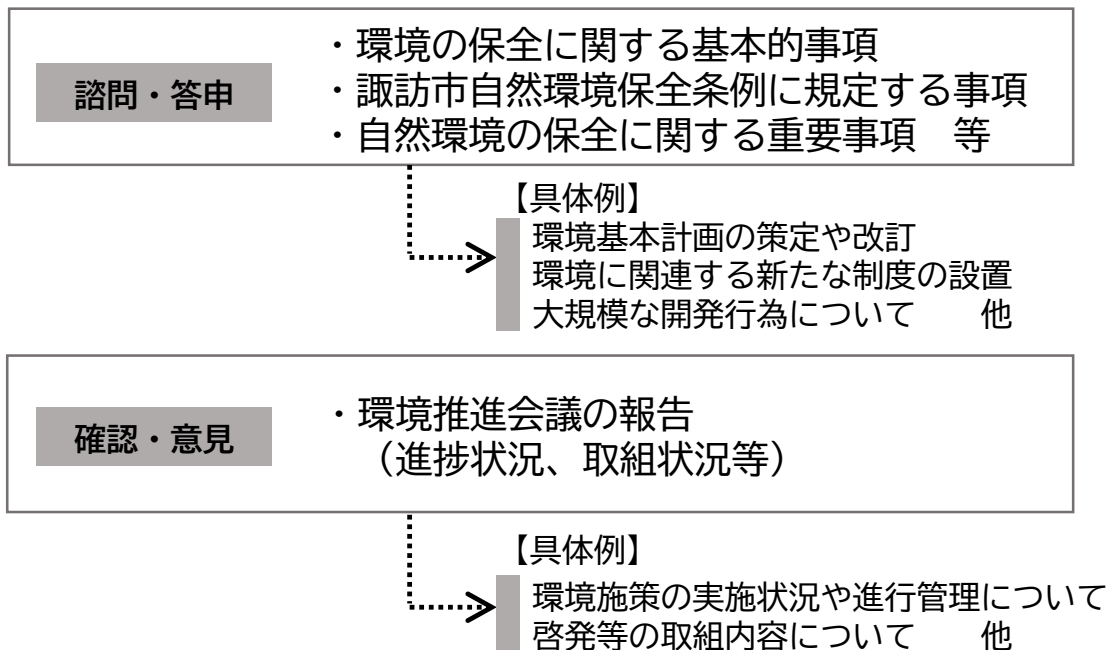 諮問・答申
・環境の保全に関する基本的事項
・諏訪市自然環境保全条例に規定する事項
・自然環境の保全に関する重要事項　等
【具体例】
環境基本計画の策定や改訂
環境に関連する新たな制度の設置
大規模な開発行為について　　他
確認・意見
・環境推進会議の報告
（進捗状況、取組状況等）
【具体例】
環境施策の実施状況や進行管理について
啓発等の取組内容について　　他